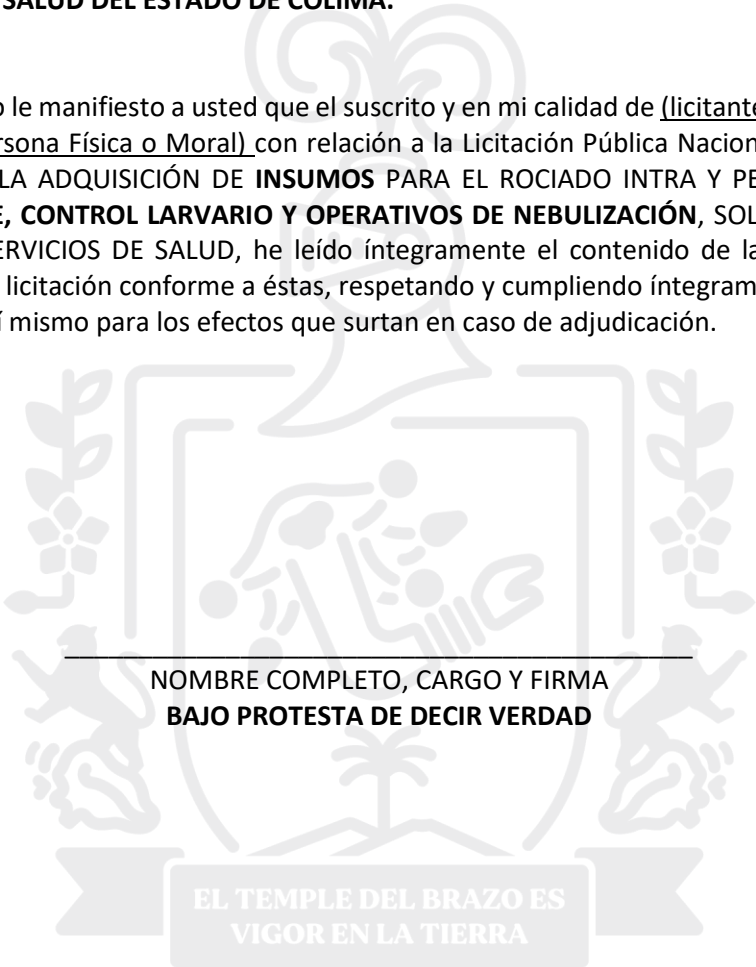 SALUD DEL ESTADO DE COLIMA.
o le manifiesto a usted que el suscrito y en mi calidad de (licitante
rsona Física o Moral) con relación a la Licitación Pública Nacion
LA ADQUISICIÓN DE INSUMOS PARA EL ROCIADO INTRA Y PE
E, CONTROL LARVARIO Y OPERATIVOS DE NEBULIZACIÓN, SOL
ERVICIOS DE SALUD, he leído íntegramente el contenido de la
licitación conforme a éstas, respetando y cumpliendo íntegram
í mismo para los efectos que surtan en caso de adjudicación.
NOMBRE COMPLETO, CARGO Y FIRMA
BAJO PROTESTA DE DECIR VERDAD
EL TEMPLE DEL BRAZO ES
VIGOR EN LA TIERRA